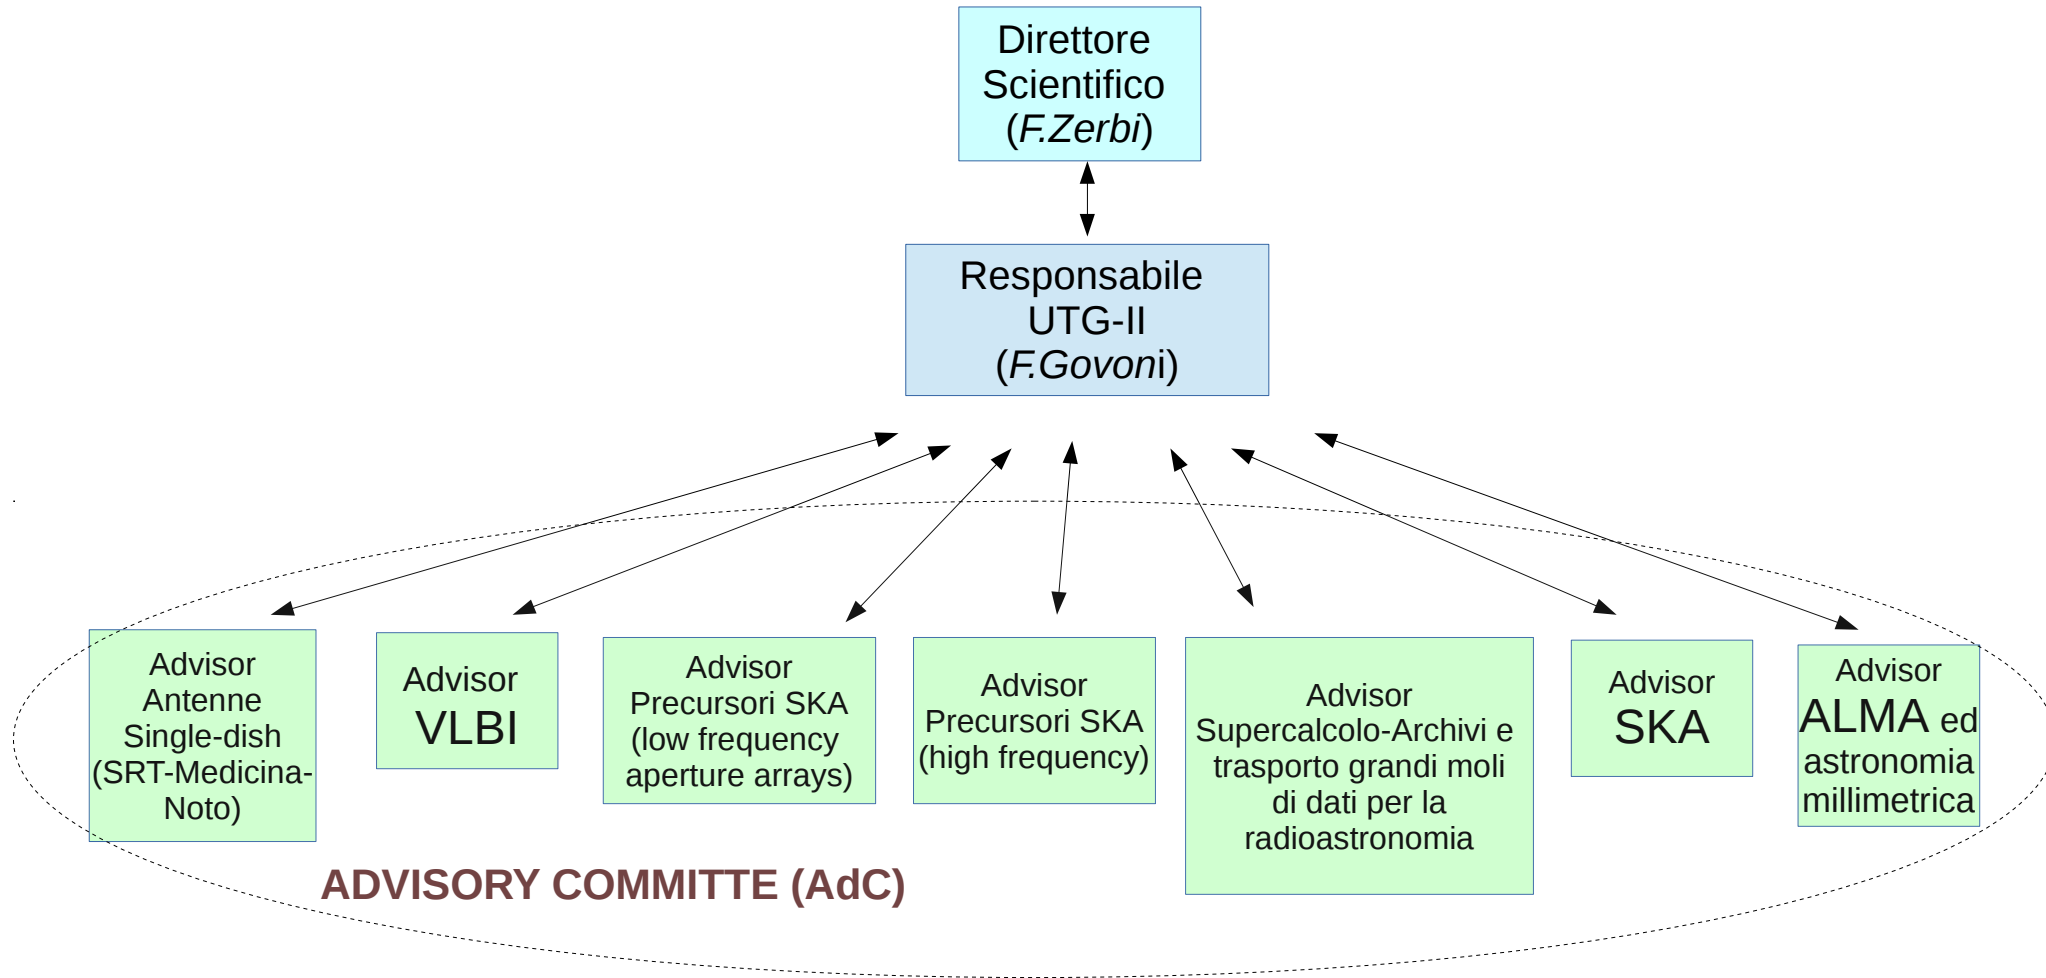 Direttore
Scientifico
(F.Zerbi)
Responsabile
UTG-II
(F.Govoni)
Advisor
Antenne
Single-dish
(SRT-Medicina-
Noto)
Advisor
VLBI
Advisor
Precursori SKA
(low frequency
aperture arrays)
Advisor
Precursori SKA
(high frequency)
Advisor
Supercalcolo-Archivi e
trasporto grandi moli
di dati per la
radioastronomia
Advisor
SKA
Advisor
ALMA ed
astronomia
millimetrica
ADVISORY COMMITTE (AdC)